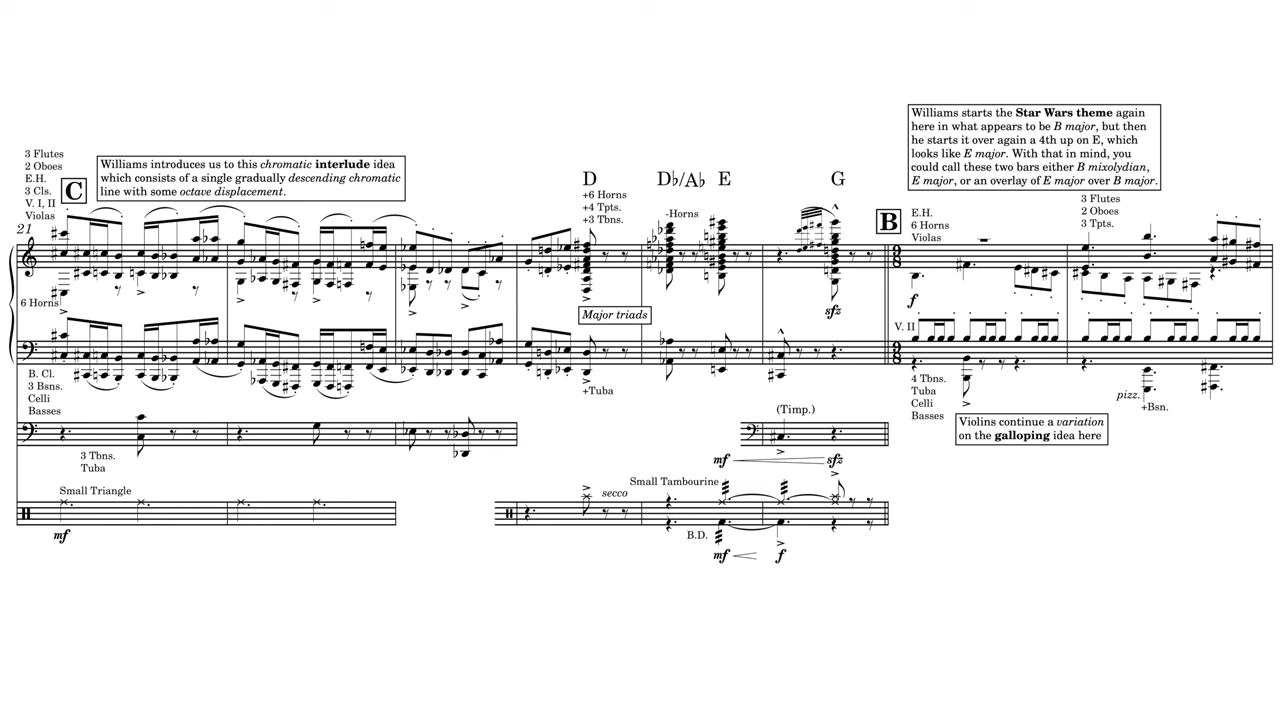 3 Flutes
2 Oboes
E.H.
3 Cls.
V. I, II
Violas
C
Williams introduces us to this chromatic interlude idea
which consists of a single gradually descending chromatic
line with some octave displacement.
21
6 Horns
B. Cl.
3 Bsns.
Celli
Basses
3 Tbns.
Tuba
Small Triangle
mf
D
+6 Horns
+4 Tpts.
+3 Tbns.
Major triads
+Tuba
secco
D♭/A♭ E
-Horns
G
sfz
(Timp.)
mf sfz
Small Tambourine
B.D.
mf f
B
Williams starts the Star Wars theme again
here in what appears to be B major, but then
he starts it over again a 4th up on E, which
looks like E major. With that in mind, you
could call these two bars either B mixolydian,
E major, or an overlay of E major over B major.
E.H.
6 Horns
Violas
3 Flutes
2 Oboes
3 Tpts.
9
8
f
V. II
9
8
4 Tbns.
Tuba
Celli
Basses
pizz.
+Bsn.
Violins continue a variation
on the galloping idea here